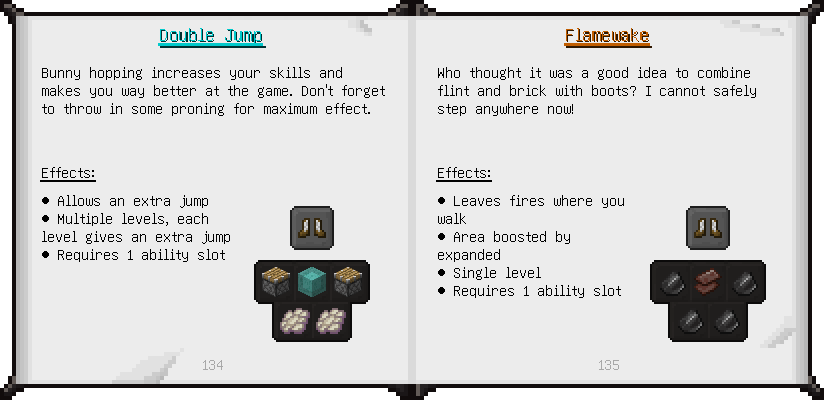 Double Jump
Bunny hopping increases your skills and
makes you way better at the game. Don't forget
to throw in some proning for maximum effect.
Effects:
● Allows an extra jump
● Multiple levels, each
level gives an extra jump
● Requires 1 ability slot
134
Flamewake
Who thought it was a good idea to combine
flint and brick with boots? I cannot safely
step anywhere now!
Effects:
● Leaves fires where you
walk
● Area boosted by
expanded
● Single level
● Requires 1 ability slot
135